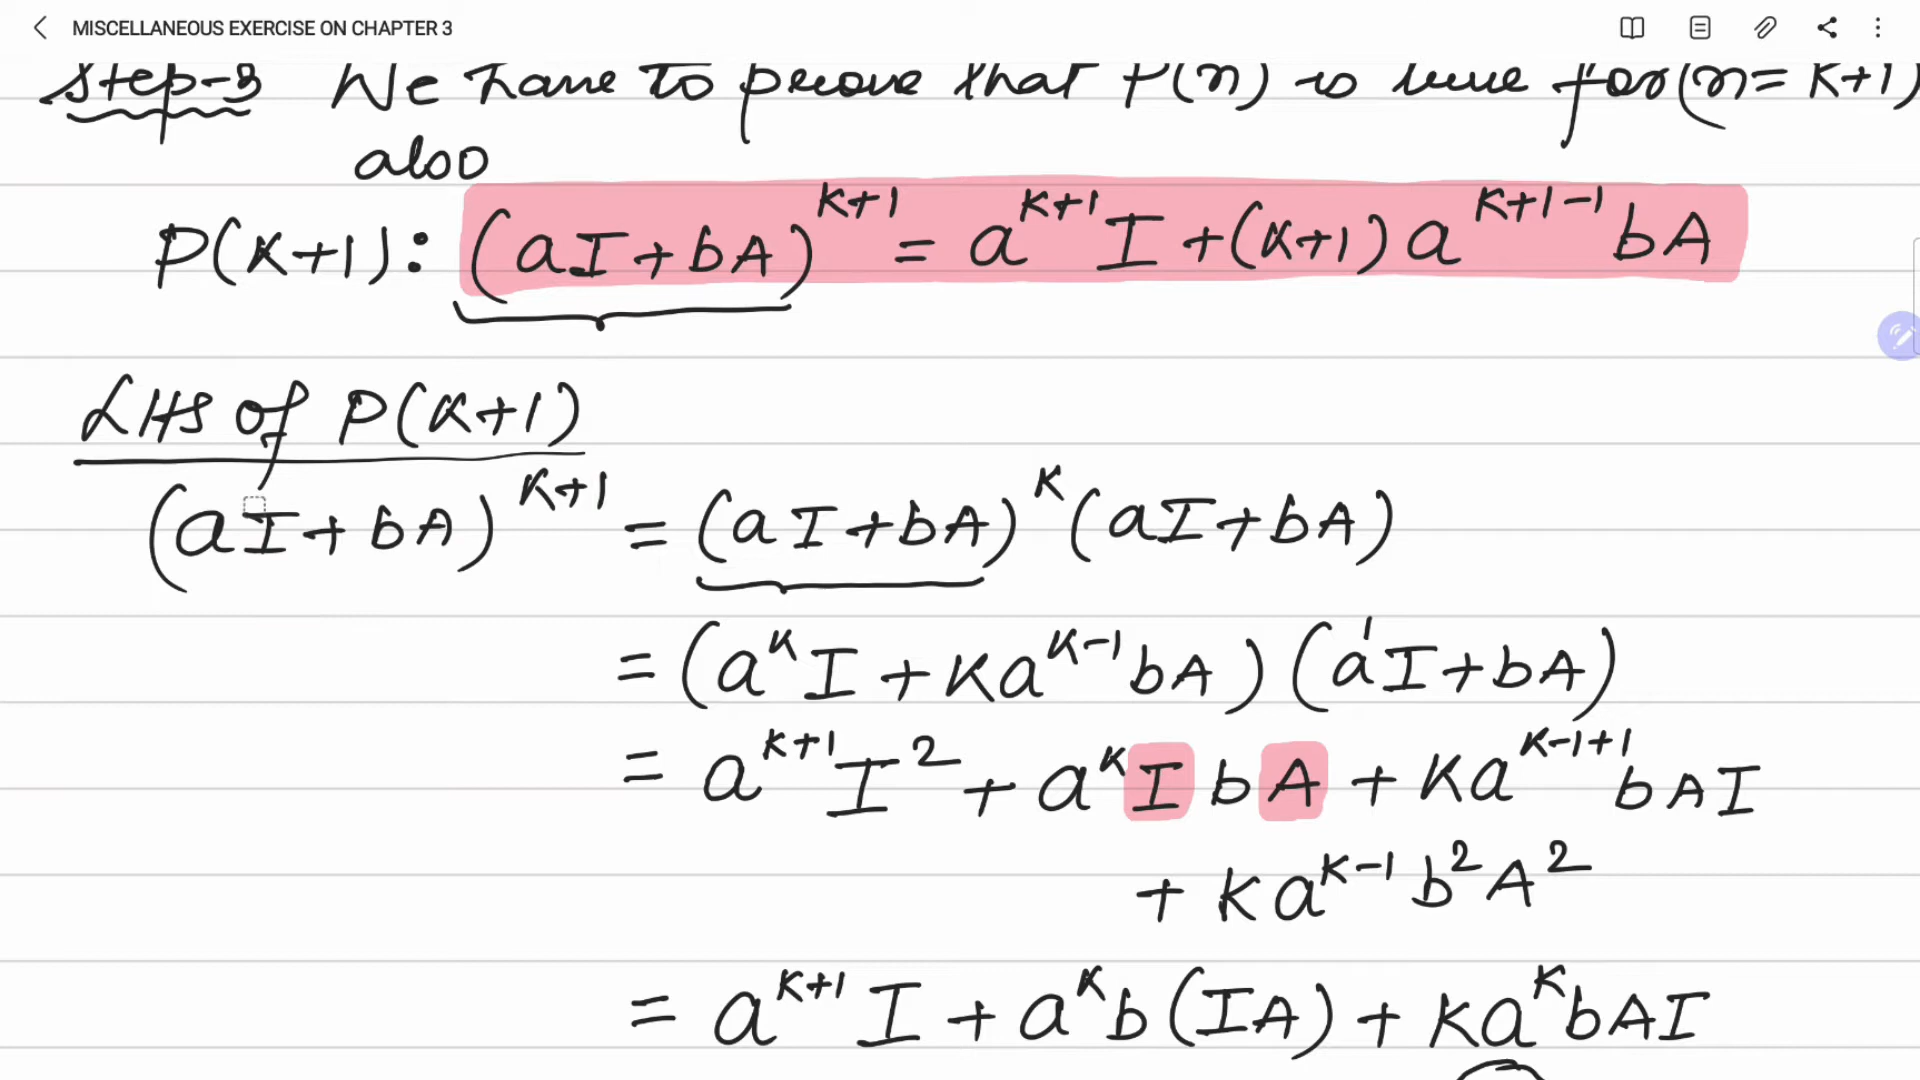 MISCELLANEOUS EXERCISE ON CHAPTER 3
Step-3 We have to prove that P(n) is true for (n = K+1)
also
P(K+1): (aI + bA)^{K+1} = a^{K+1} I + (K+1) a^{K+1-1} bA
LHS of P(K+1)
(aI + bA)^{K+1} = (aI + bA)^K (aI + bA)
= (a^K I + Ka^{K-1} bA) (a^1 I + bA)
= a^{K+1} I^2 + a^K I b A + Ka^{K-1+1} bAI
+ Ka^{K-1} b^2 A^2
= a^{K+1} I + a^K b (IA) + Ka^K bAI